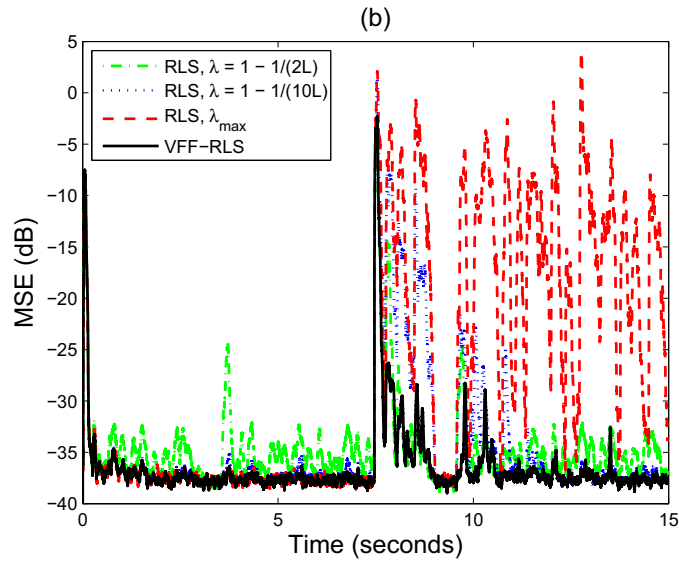 (b)
5
0
−5
−10
−15
−20
−25
−30
−35
−40
MSE (dB)
RLS, λ = 1 − 1/(2L)
RLS, λ = 1 − 1/(10L)
RLS, λmax
VFF−RLS
0
5
10
15
Time (seconds)